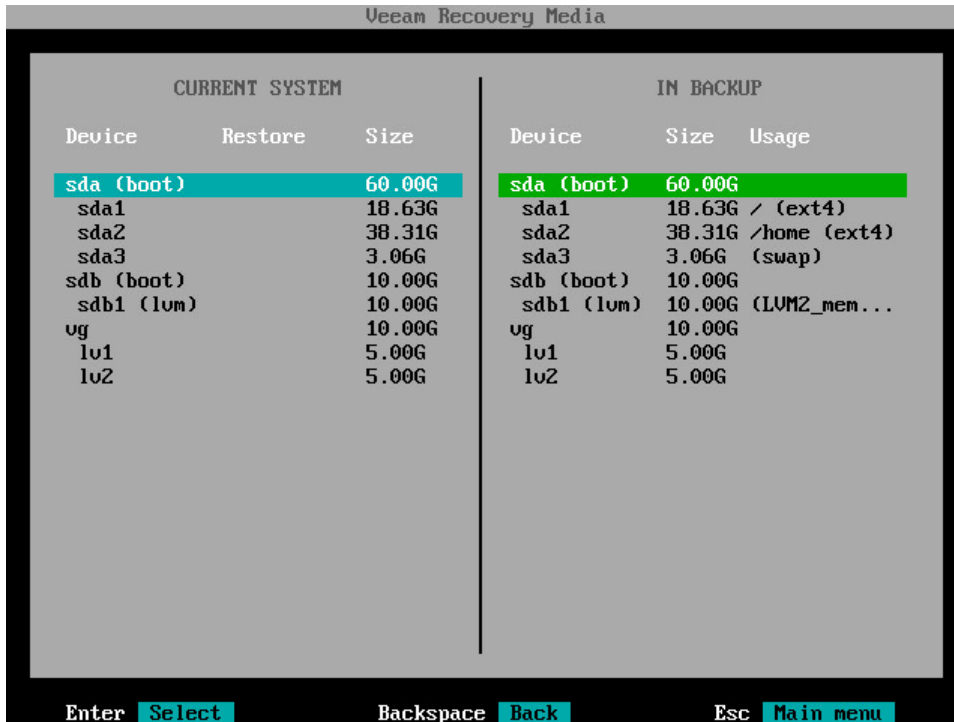 Veeam Recovery Media
CURRENT SYSTEM
Device Restore Size
sda (boot) 60.00G
sda1 18.63G
sda2 38.31G
sda3 3.06G
sdb (boot) 10.00G
sdb1 (lvm) 10.00G
vg 10.00G
lv1 5.00G
lv2 5.00G
IN BACKUP
Device Size Usage
sda (boot) 60.00G
sda1 18.63G / (ext4)
sda2 38.31G /home (ext4)
sda3 3.06G (swap)
sdb (boot) 10.00G
sdb1 (lvm) 10.00G (LVM2_mem...
vg 10.00G
lv1 5.00G
lv2 5.00G
Enter Select Backspace Back Esc Main menu